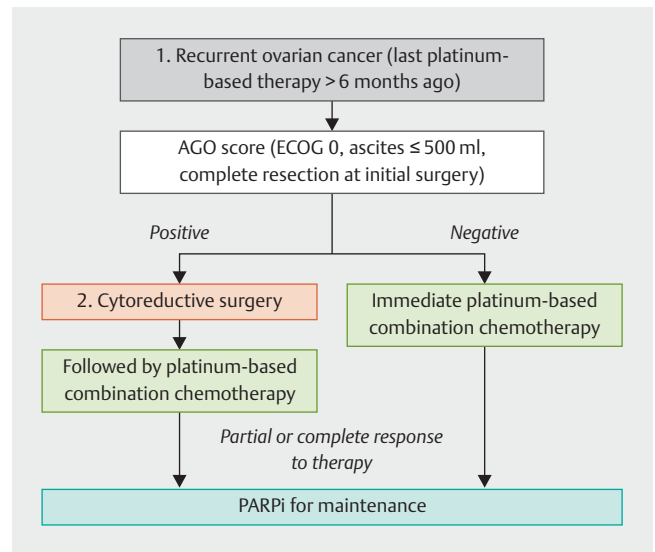 1. Recurrent ovarian cancer (last platinum-
based therapy > 6 months ago)
AGO score (ECOG 0, ascites ≤ 500 ml,
complete resection at initial surgery)
Positive
Negative
2. Cytoreductive surgery
Immediate platinum-based
combination chemotherapy
Followed by platinum-based
combination chemotherapy
Partial or complete response
to therapy
PARPi for maintenance